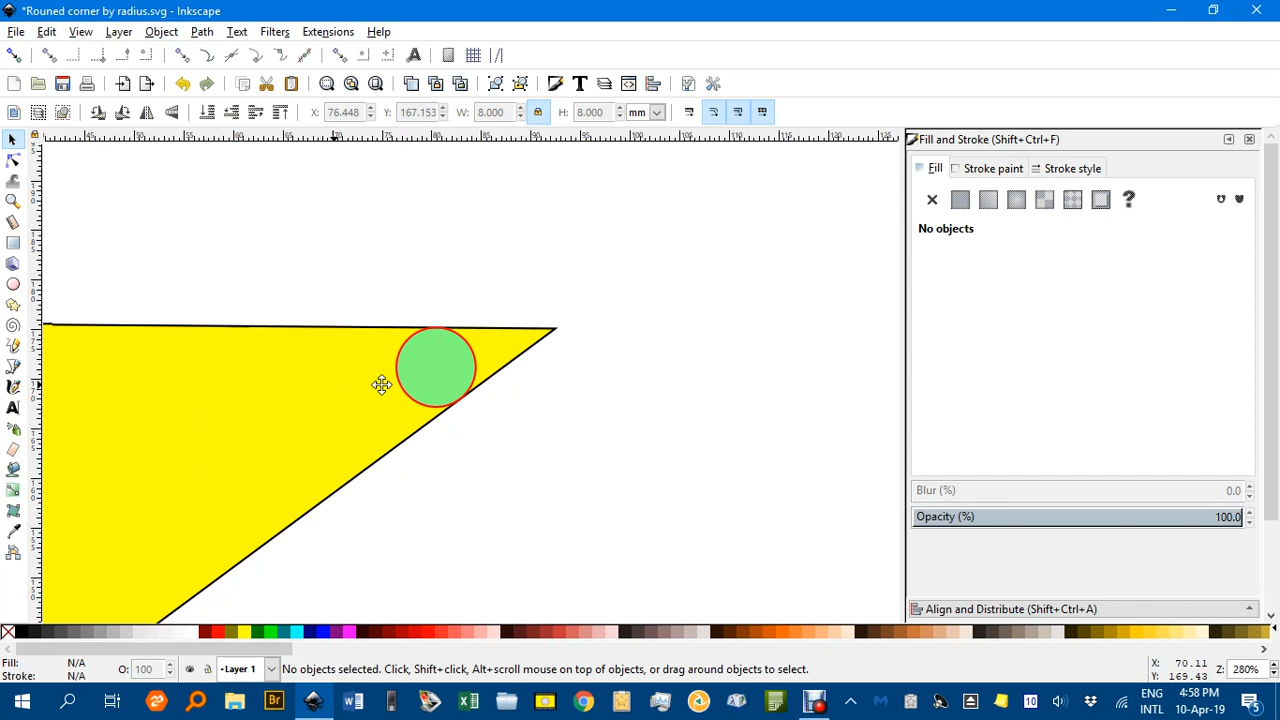 *Rouned corner by radius.svg - Inkscape
File Edit View Layer Object Path Text Filters Extensions Help
X: 76.448 Y: 167.153 W: 8.000 H: 8.000 mm
Fill and Stroke (Shift+Ctrl+F)
Fill Stroke paint Stroke style
No objects
Blur (%) 0.0
Opacity (%) 100.0
Align and Distribute (Shift+Ctrl+A)
Fill: N/A
Stroke: N/A
O: 100
Layer 1
No objects selected. Click, Shift+click, Alt+scroll mouse on top of objects, or drag around objects to select.
X: 70.11
Y: 169.43
Z: 280%
ENG
INTL
4:58 PM
10-Apr-19